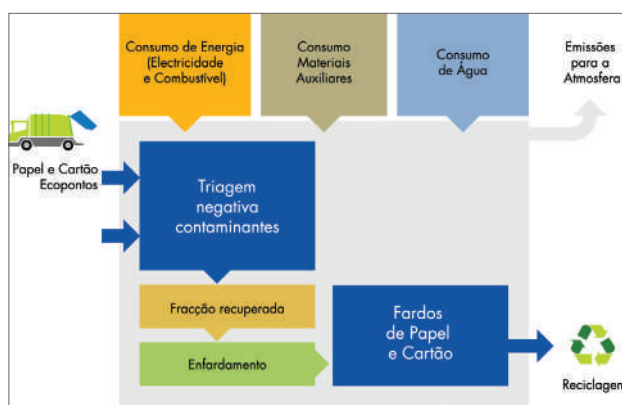 Consumo de Energia
(Electricidade
e Combustível)
Consumo
Materiais
Auxiliares
Consumo
de Água
Emissões
para a
Atmosfera
Papel e Cartão
Ecopontos
Triagem
negativa
contaminantes
Fracção recuperada
Enfardamento
Fardos
de Papel
e Cartão
Reciclagem